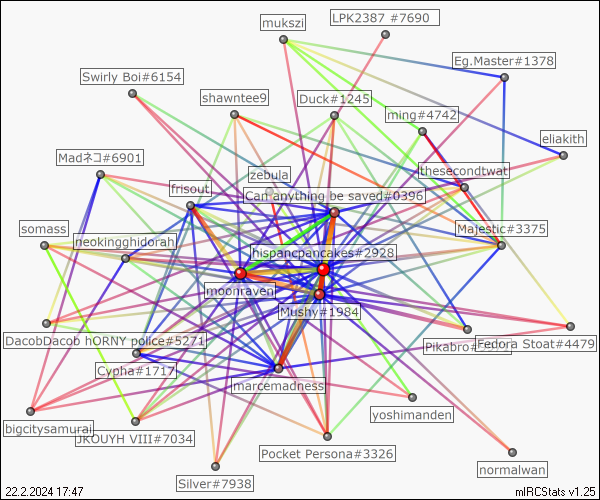 LPK2387 #7690
mukszi
Eg.Master#1378
Swirly Boi#6154
shawntee9
Duck#1245
ming#4742
eliakith
Madネコ#6901
zebula
thesecondtwat
frisout
Can anything be saved#0396
somass
Majestic#3375
neokingghidorah
hispancpancakes#2928
moonraven
Mushy#1984
DacobDacob hORNY police#5271
Fedora Stoat#4479
Cypha#1717
marcemadness
bigcitysamurai
yoshimanden
JKOUYH VIII#7034
Pocket Persona#3326
normalwan
Silver#7938
22.2.2024 17:47
mIRCStats v1.25